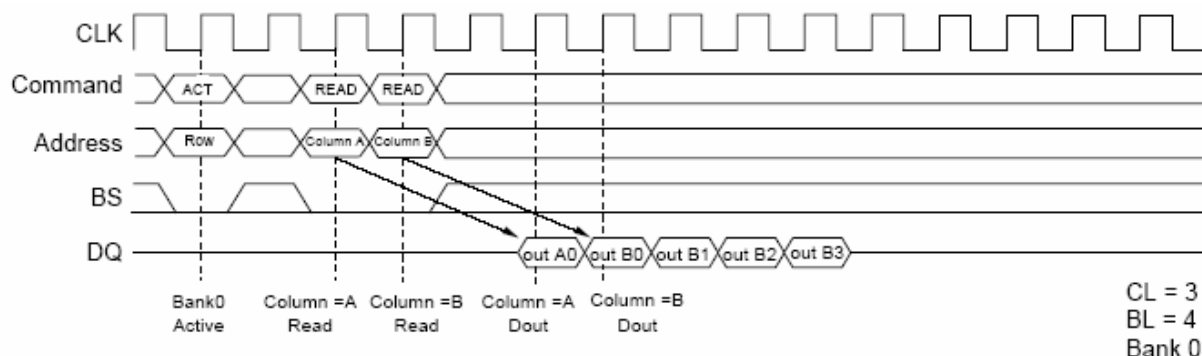 CLK
Command ACT READ READ
Address Row Column A Column B
BS
DQ out A0 out B0 out B1 out B2 out B3
Bank0 Column =A Column =B Column =A Column =B
Active Read Read Dout Dout
CL = 3
BL = 4
Bank 0